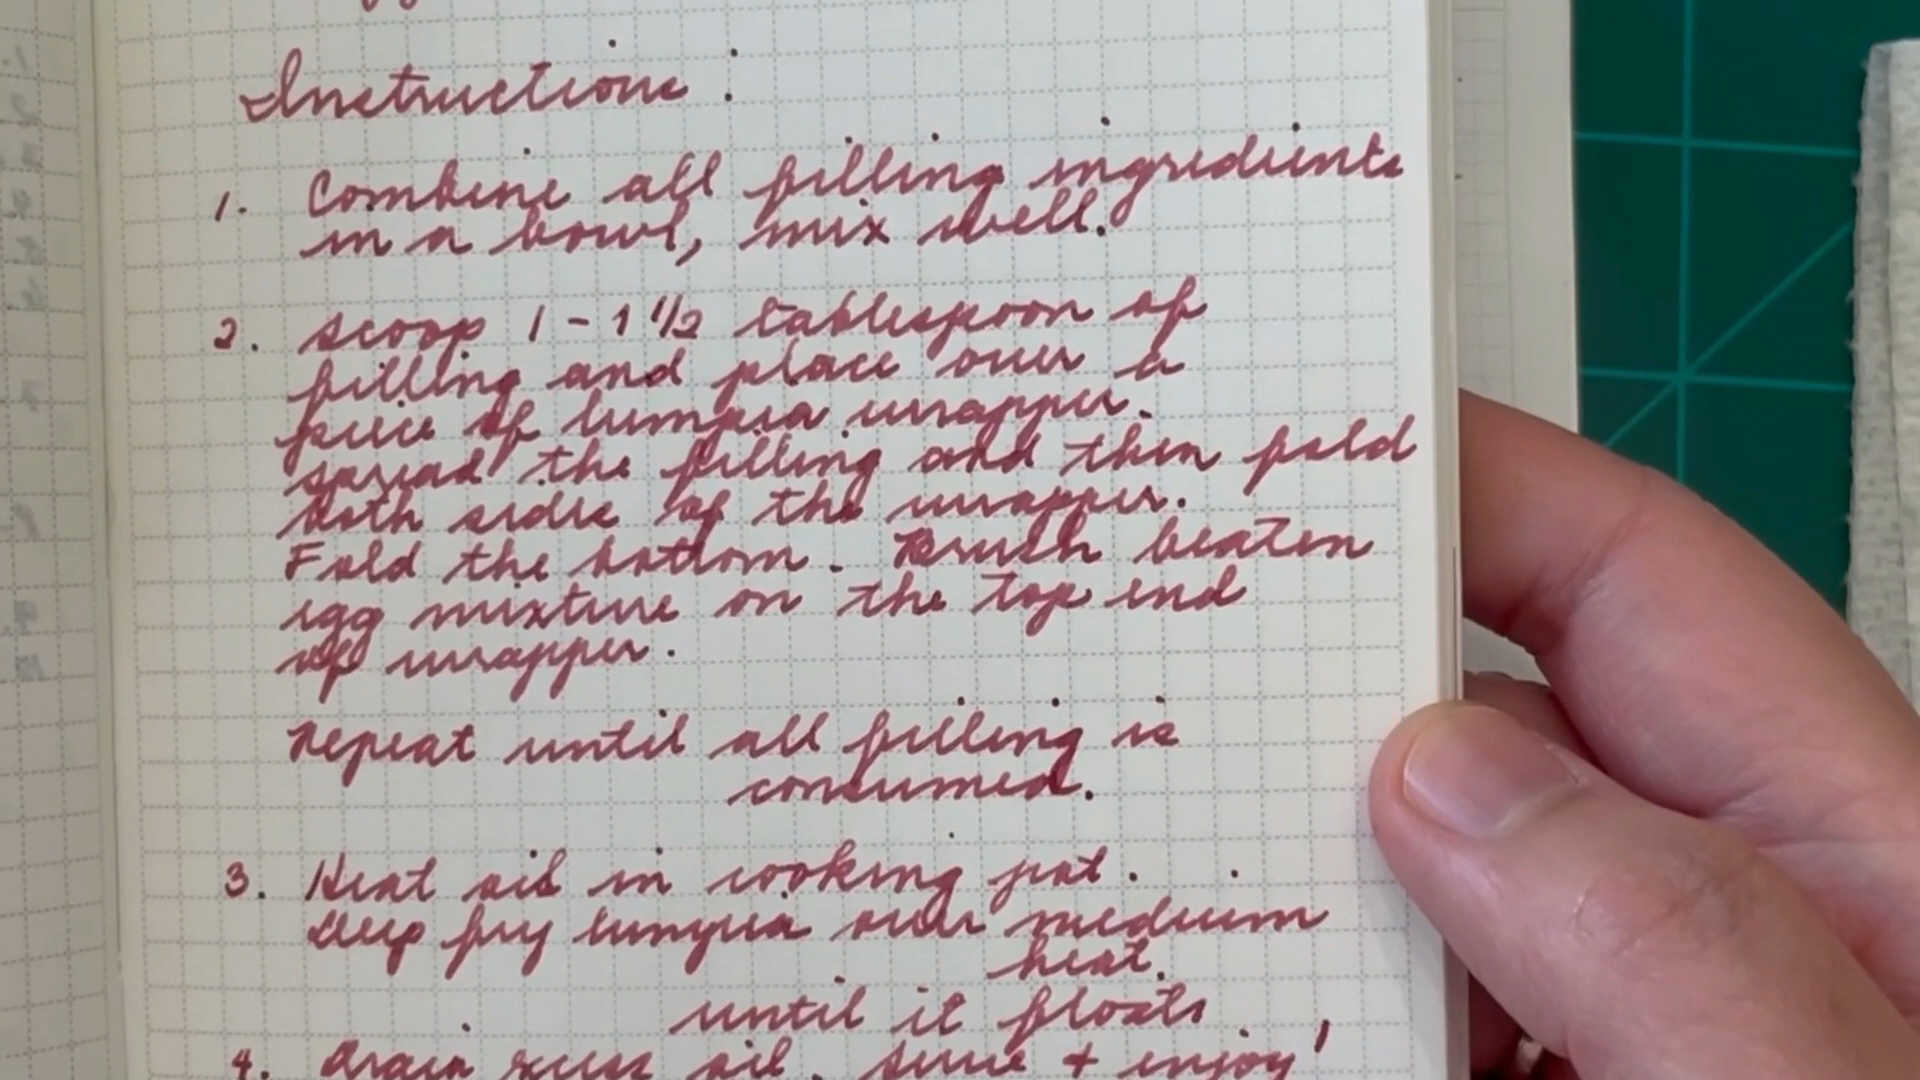 Instructions :
1. Combine all filling ingredients
in a bowl, mix well.
2. scoop 1 - 1 1/2 tablespoon of
filling and place over a
piece of lumpia wrapper.
spread the filling and then fold
both sides of the wrapper.
Fold the bottom. Brush beaten
egg mixture on the top end
of wrapper.
Repeat until all filling is
consumed.
3. Heat oil in cooking pot.
Deep fry lumpia over medium
heat.
until it floats.
4. Drain excess oil. Serve + enjoy!